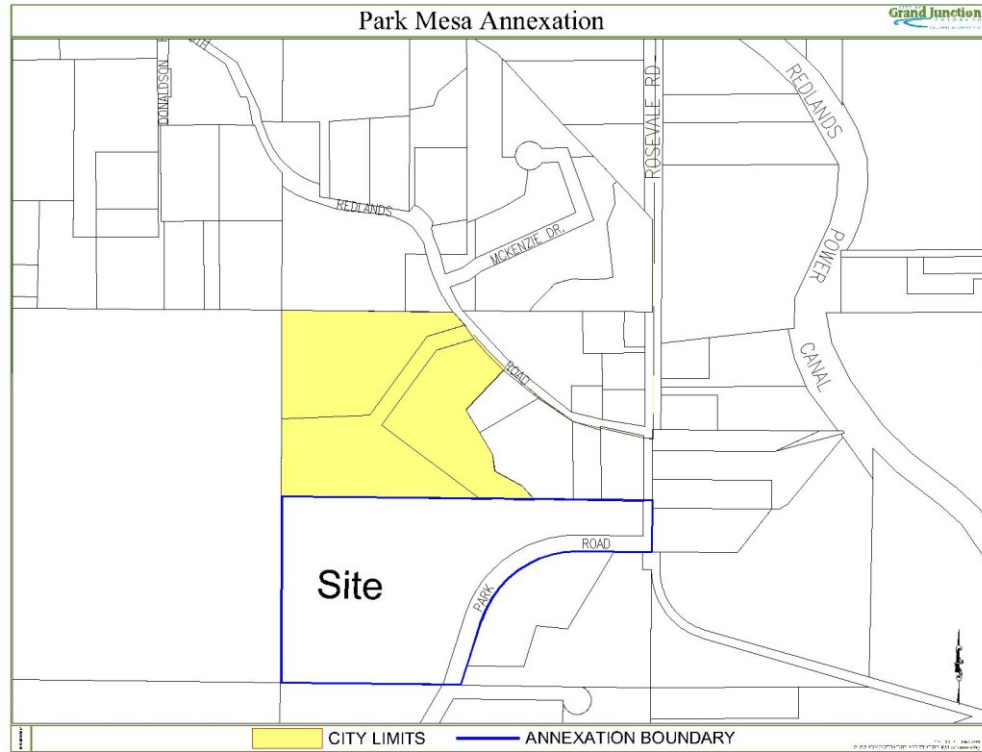 Park Mesa Annexation
Grand Junction
COLORADO
DONALDSON
REDLANDS
MCKENZIE DR.
ROSEVALE RD
REDLANDS
POWER
CANAL
ROAD
ROAD
PARK
Site
CITY LIMITS
ANNEXATION BOUNDARY